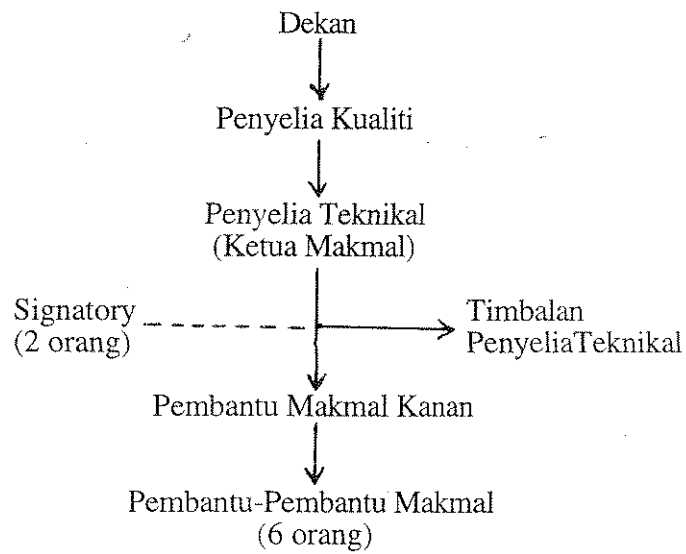 Dekan
Penyelia Kualiti
Penyelia Teknikal
(Ketua Makmal)
Signatory
(2 orang)
Timbalan
PenyeliaTeknikal
Pembantu Makmal Kanan
Pembantu-Pembantu Makmal
(6 orang)